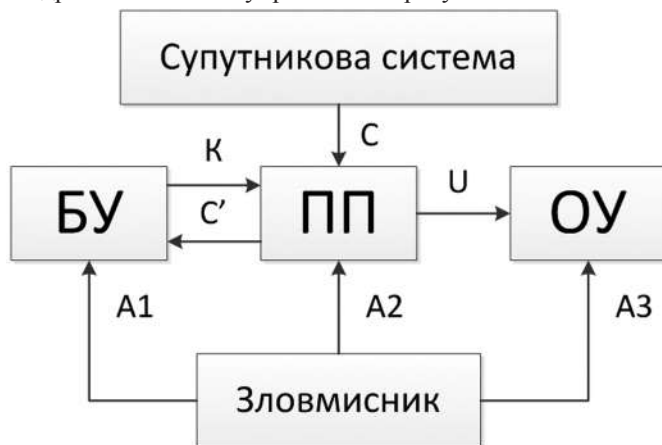 Супутникова система
С
К
БУ
ПП
U
ОУ
С’
А1
А2
А3
Зловмисник